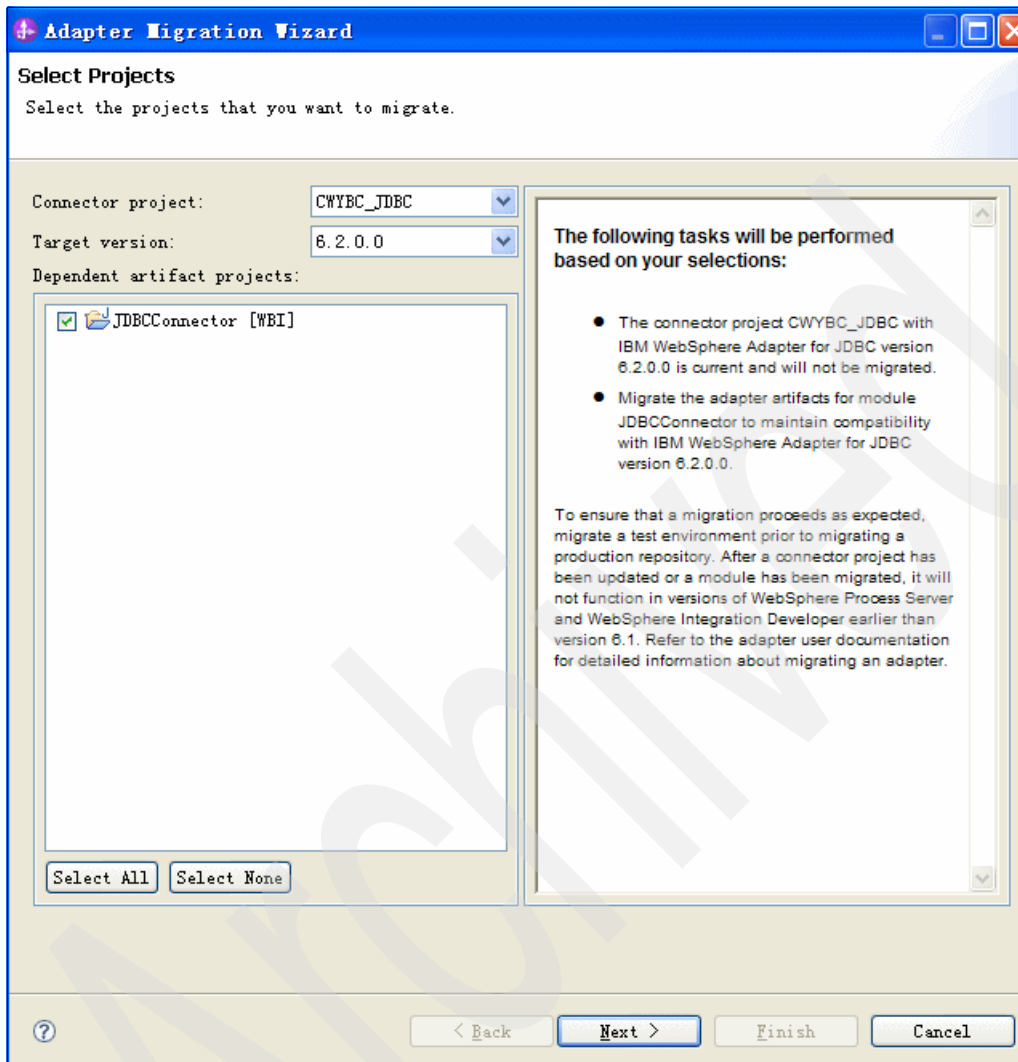 Adapter Migration Wizard
Select Projects
Select the projects that you want to migrate.
Connector project:
CWYBC_JDBC
Target version:
6.2.0.0
Dependent artifact projects:
JDBCConnector [WBI]
Select All
Select None
The following tasks will be performed
based on your selections:
The connector project CWYBC_JDBC with
IBM WebSphere Adapter for JDBC version
6.2.0.0 is current and will not be migrated.
Migrate the adapter artifacts for module
JDBCConnector to maintain compatibility
with IBM WebSphere Adapter for JDBC
version 6.2.0.0.
To ensure that a migration proceeds as expected,
migrate a test environment prior to migrating a
production repository. After a connector project has
been updated or a module has been migrated, it will
not function in versions of WebSphere Process Server
and WebSphere Integration Developer earlier than
version 6.1. Refer to the adapter user documentation
for detailed information about migrating an adapter.
?
< Back
Next >
Finish
Cancel
Archived